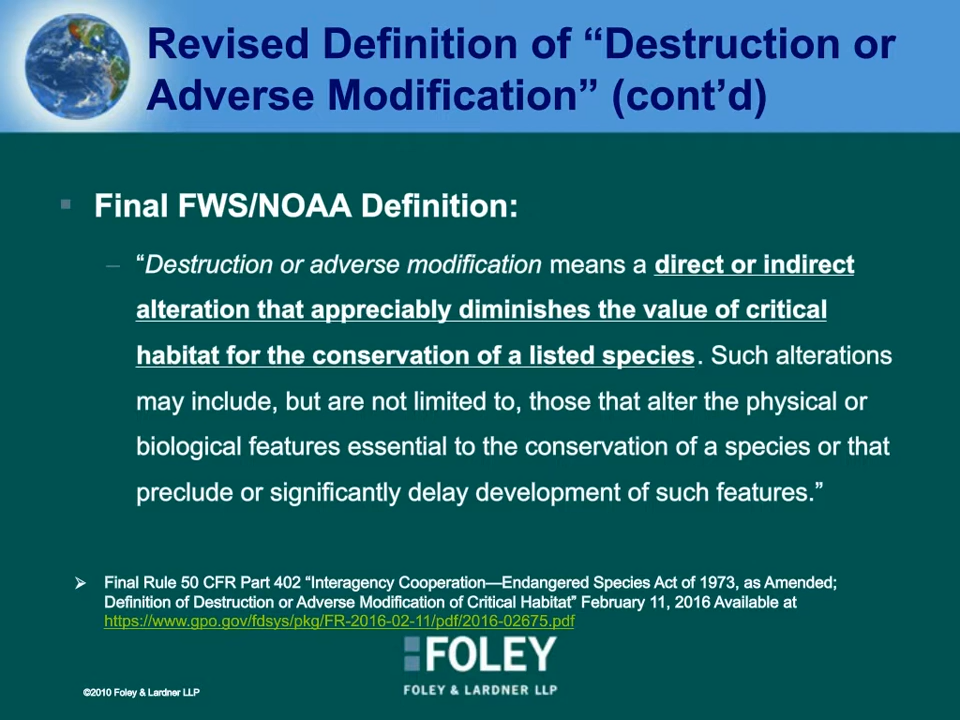 Revised Definition of “Destruction or
Adverse Modification” (cont’d)
▪ Final FWS/NOAA Definition:
– “Destruction or adverse modification means a direct or indirect
alteration that appreciably diminishes the value of critical
habitat for the conservation of a listed species. Such alterations
may include, but are not limited to, those that alter the physical or
biological features essential to the conservation of a species or that
preclude or significantly delay development of such features.”
➢ Final Rule 50 CFR Part 402 “Interagency Cooperation—Endangered Species Act of 1973, as Amended;
Definition of Destruction or Adverse Modification of Critical Habitat” February 11, 2016 Available at
https://www.gpo.gov/fdsys/pkg/FR-2016-02-11/pdf/2016-02675.pdf
FOLEY
FOLEY & LARDNER LLP
©2010 Foley & Lardner LLP